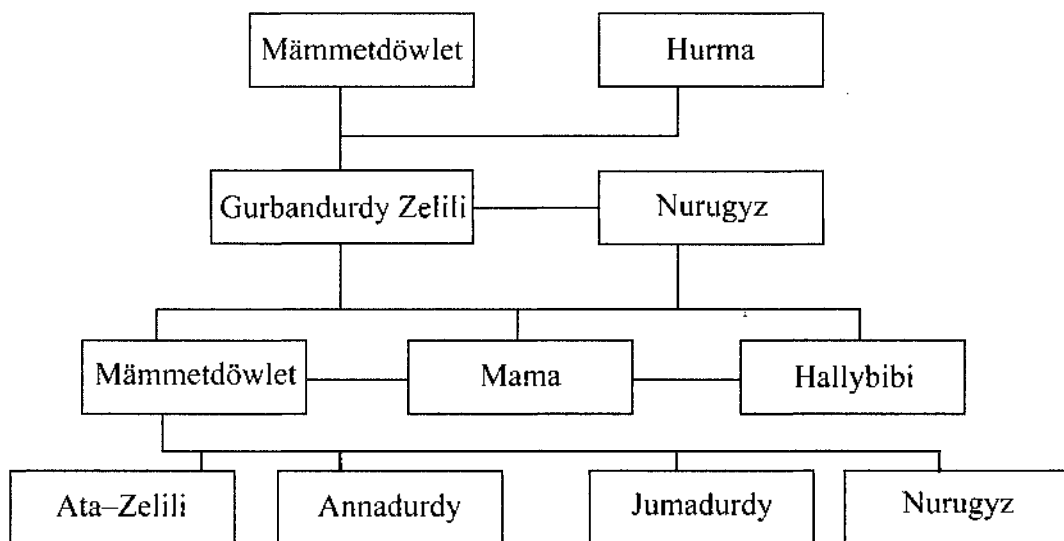 Mämmetdöwlet
Hurma
Gurbandurdy Zelili
Nurugyz
Mämmetdöwlet
Mama
Hallybibi
Ata–Zelili
Annadurdy
Jumadurdy
Nurugyz